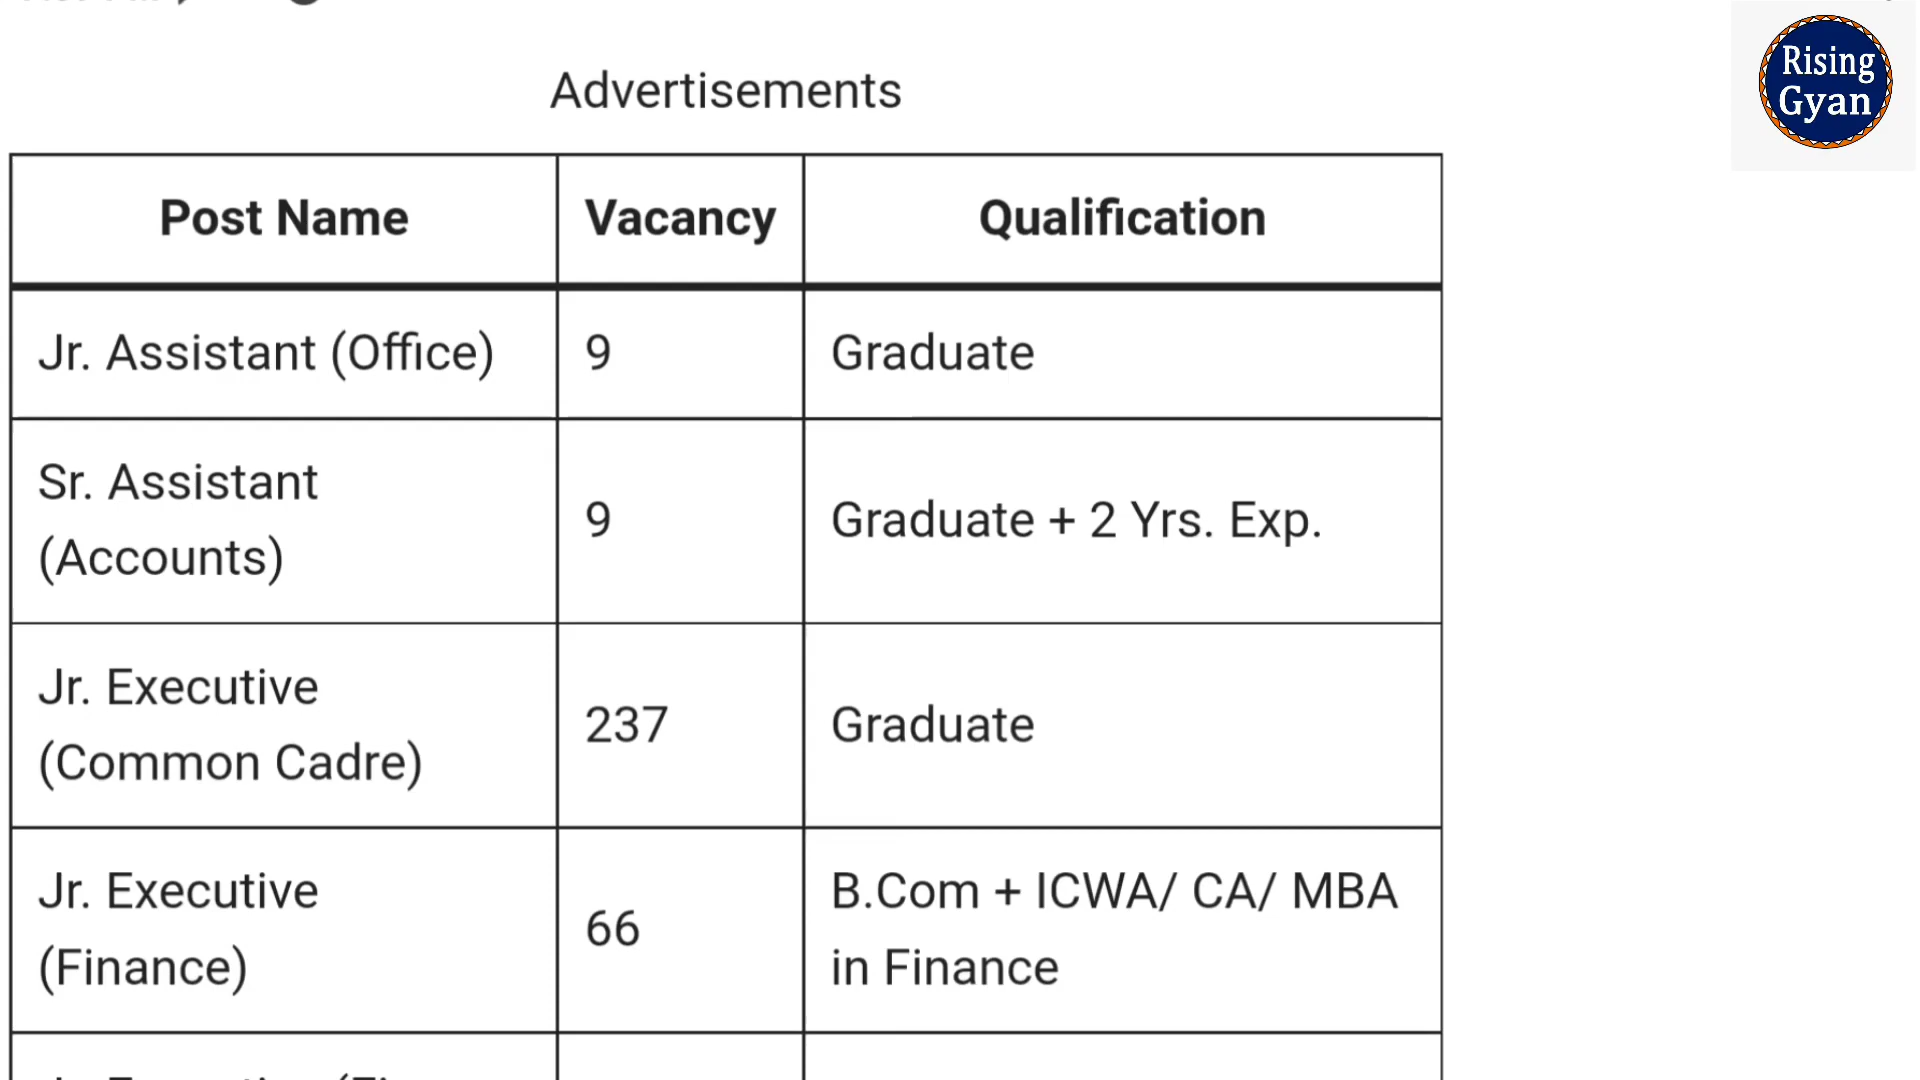 Rising
Gyan
Advertisements
Post Name Vacancy Qualification
Jr. Assistant (Office) 9 Graduate
Sr. Assistant
(Accounts)
9
Graduate + 2 Yrs. Exp.
Jr. Executive
(Common Cadre)
237
Graduate
Jr. Executive
(Finance)
66
B.Com + ICWA/ CA/ MBA
in Finance